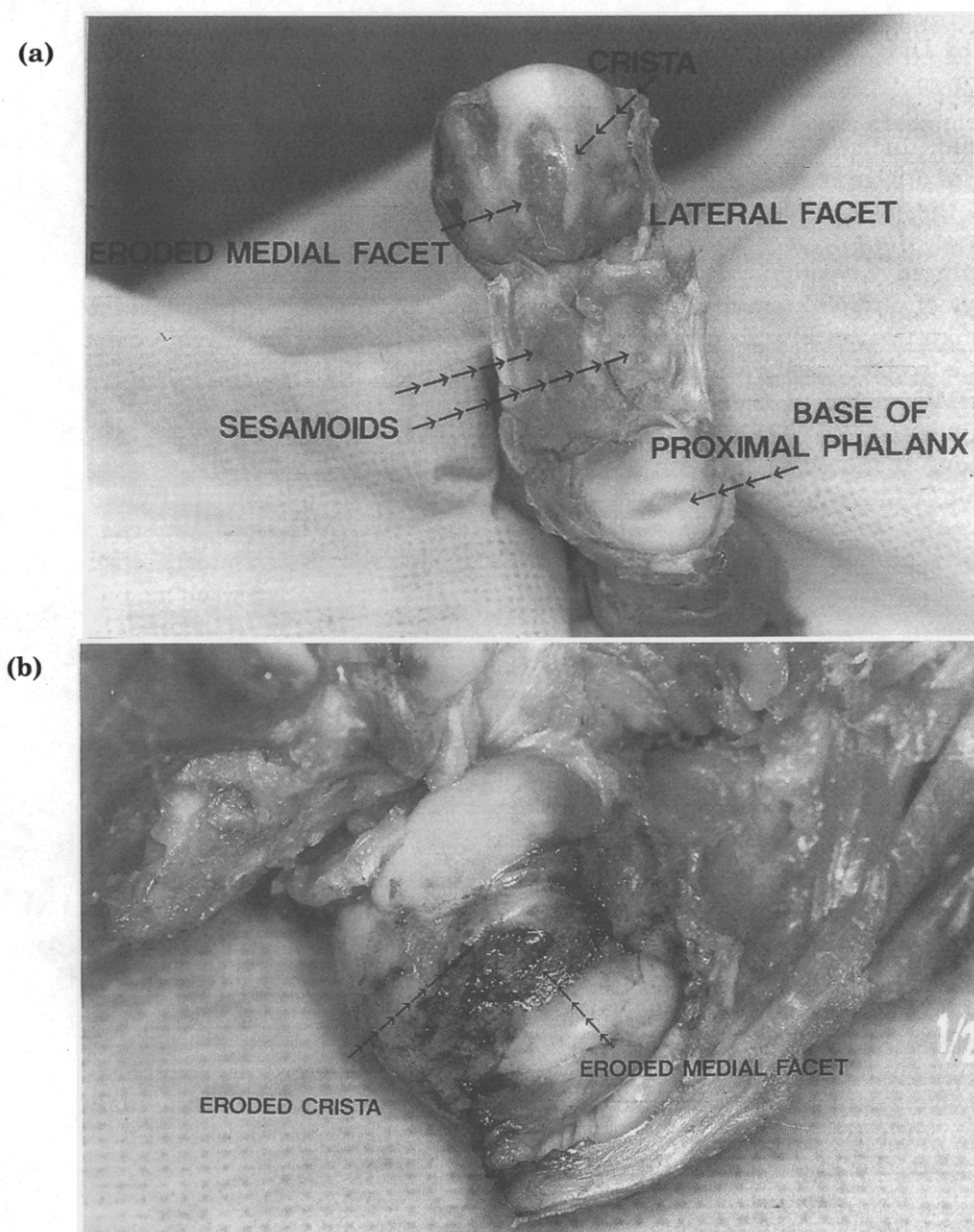 (a)
CRISTA
LATERAL FACET
ERODED MEDIAL FACET
SESAMOIDS
BASE OF
PROXIMAL PHALANX
(b)
ERODED MEDIAL FACET
ERODED CRISTA